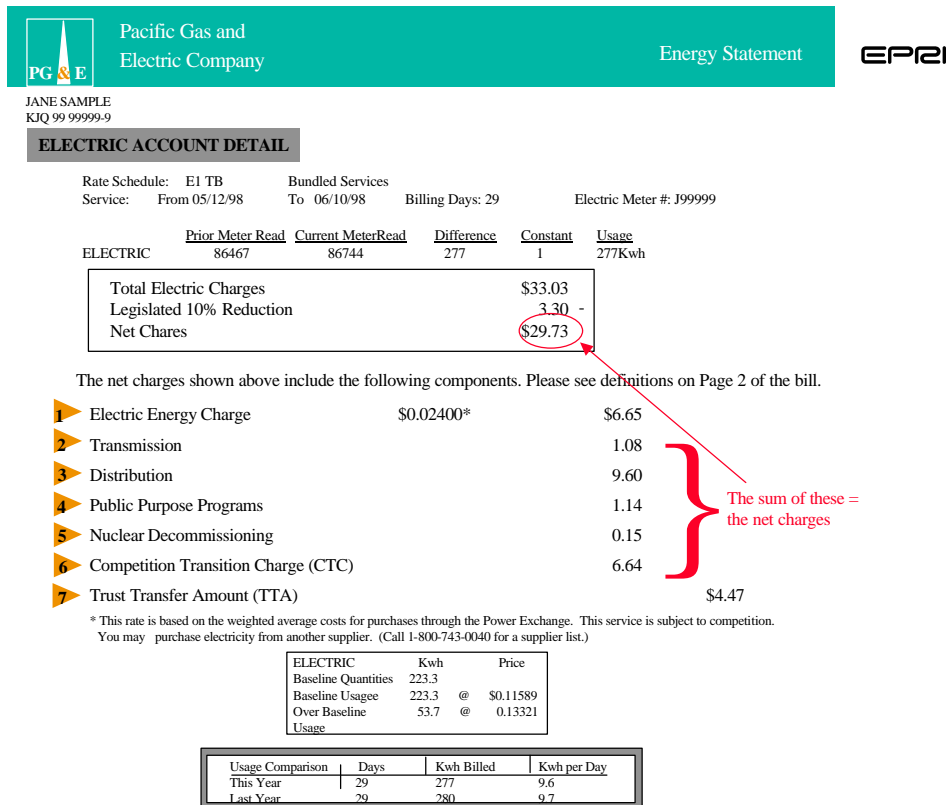 Pacific Gas and
Electric Company
Energy Statement
EPRI
PG & E
JANE SAMPLE
KJQ 99 99999-9
ELECTRIC ACCOUNT DETAIL
Rate Schedule: E1 TB Bundled Services
Service: From 05/12/98 To 06/10/98 Billing Days: 29 Electric Meter #: J99999
Prior Meter Read Current MeterRead Difference Constant Usage
ELECTRIC 86467 86744 277 1 277Kwh
Total Electric Charges $33.03
Legislated 10% Reduction 3.30 -
Net Chares $29.73
The net charges shown above include the following components. Please see definitions on Page 2 of the bill.
1 Electric Energy Charge $0.02400* $6.65
2 Transmission 1.08
3 Distribution 9.60
4 Public Purpose Programs 1.14
5 Nuclear Decommissioning 0.15
6 Competition Transition Charge (CTC) 6.64
The sum of these =
the net charges
7 Trust Transfer Amount (TTA) $4.47
* This rate is based on the weighted average costs for purchases through the Power Exchange. This service is subject to competition.
You may purchase electricity from another supplier. (Call 1-800-743-0040 for a supplier list.)
ELECTRIC Kwh Price
Baseline Quantities 223.3
Baseline Usagee 223.3 @ $0.11589
Over Baseline 53.7 @ 0.13321
Usage
Usage Comparison Days Kwh Billed Kwh per Day
This Year 29 277 9.6
Last Year 29 280 9.7